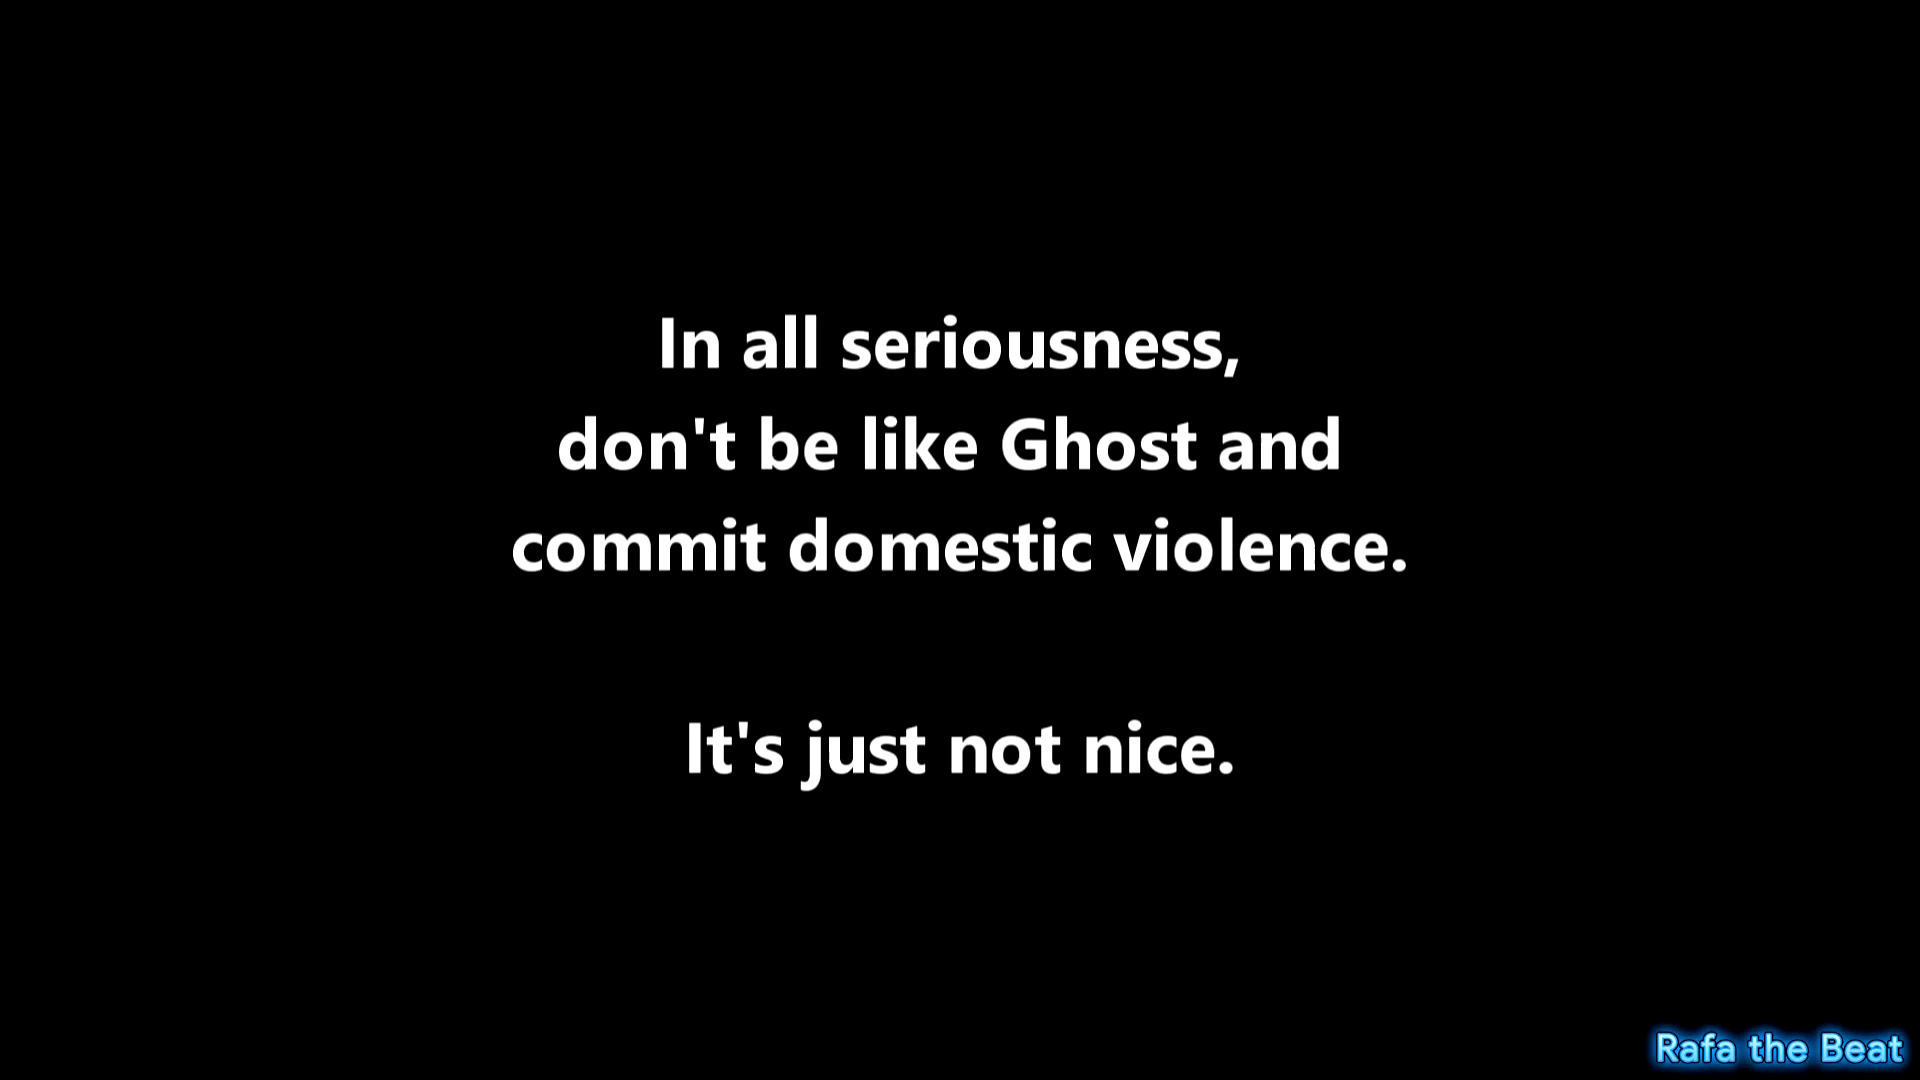 In all seriousness,
don't be like Ghost and
commit domestic violence.
It's just not nice.
Rafa the Beat